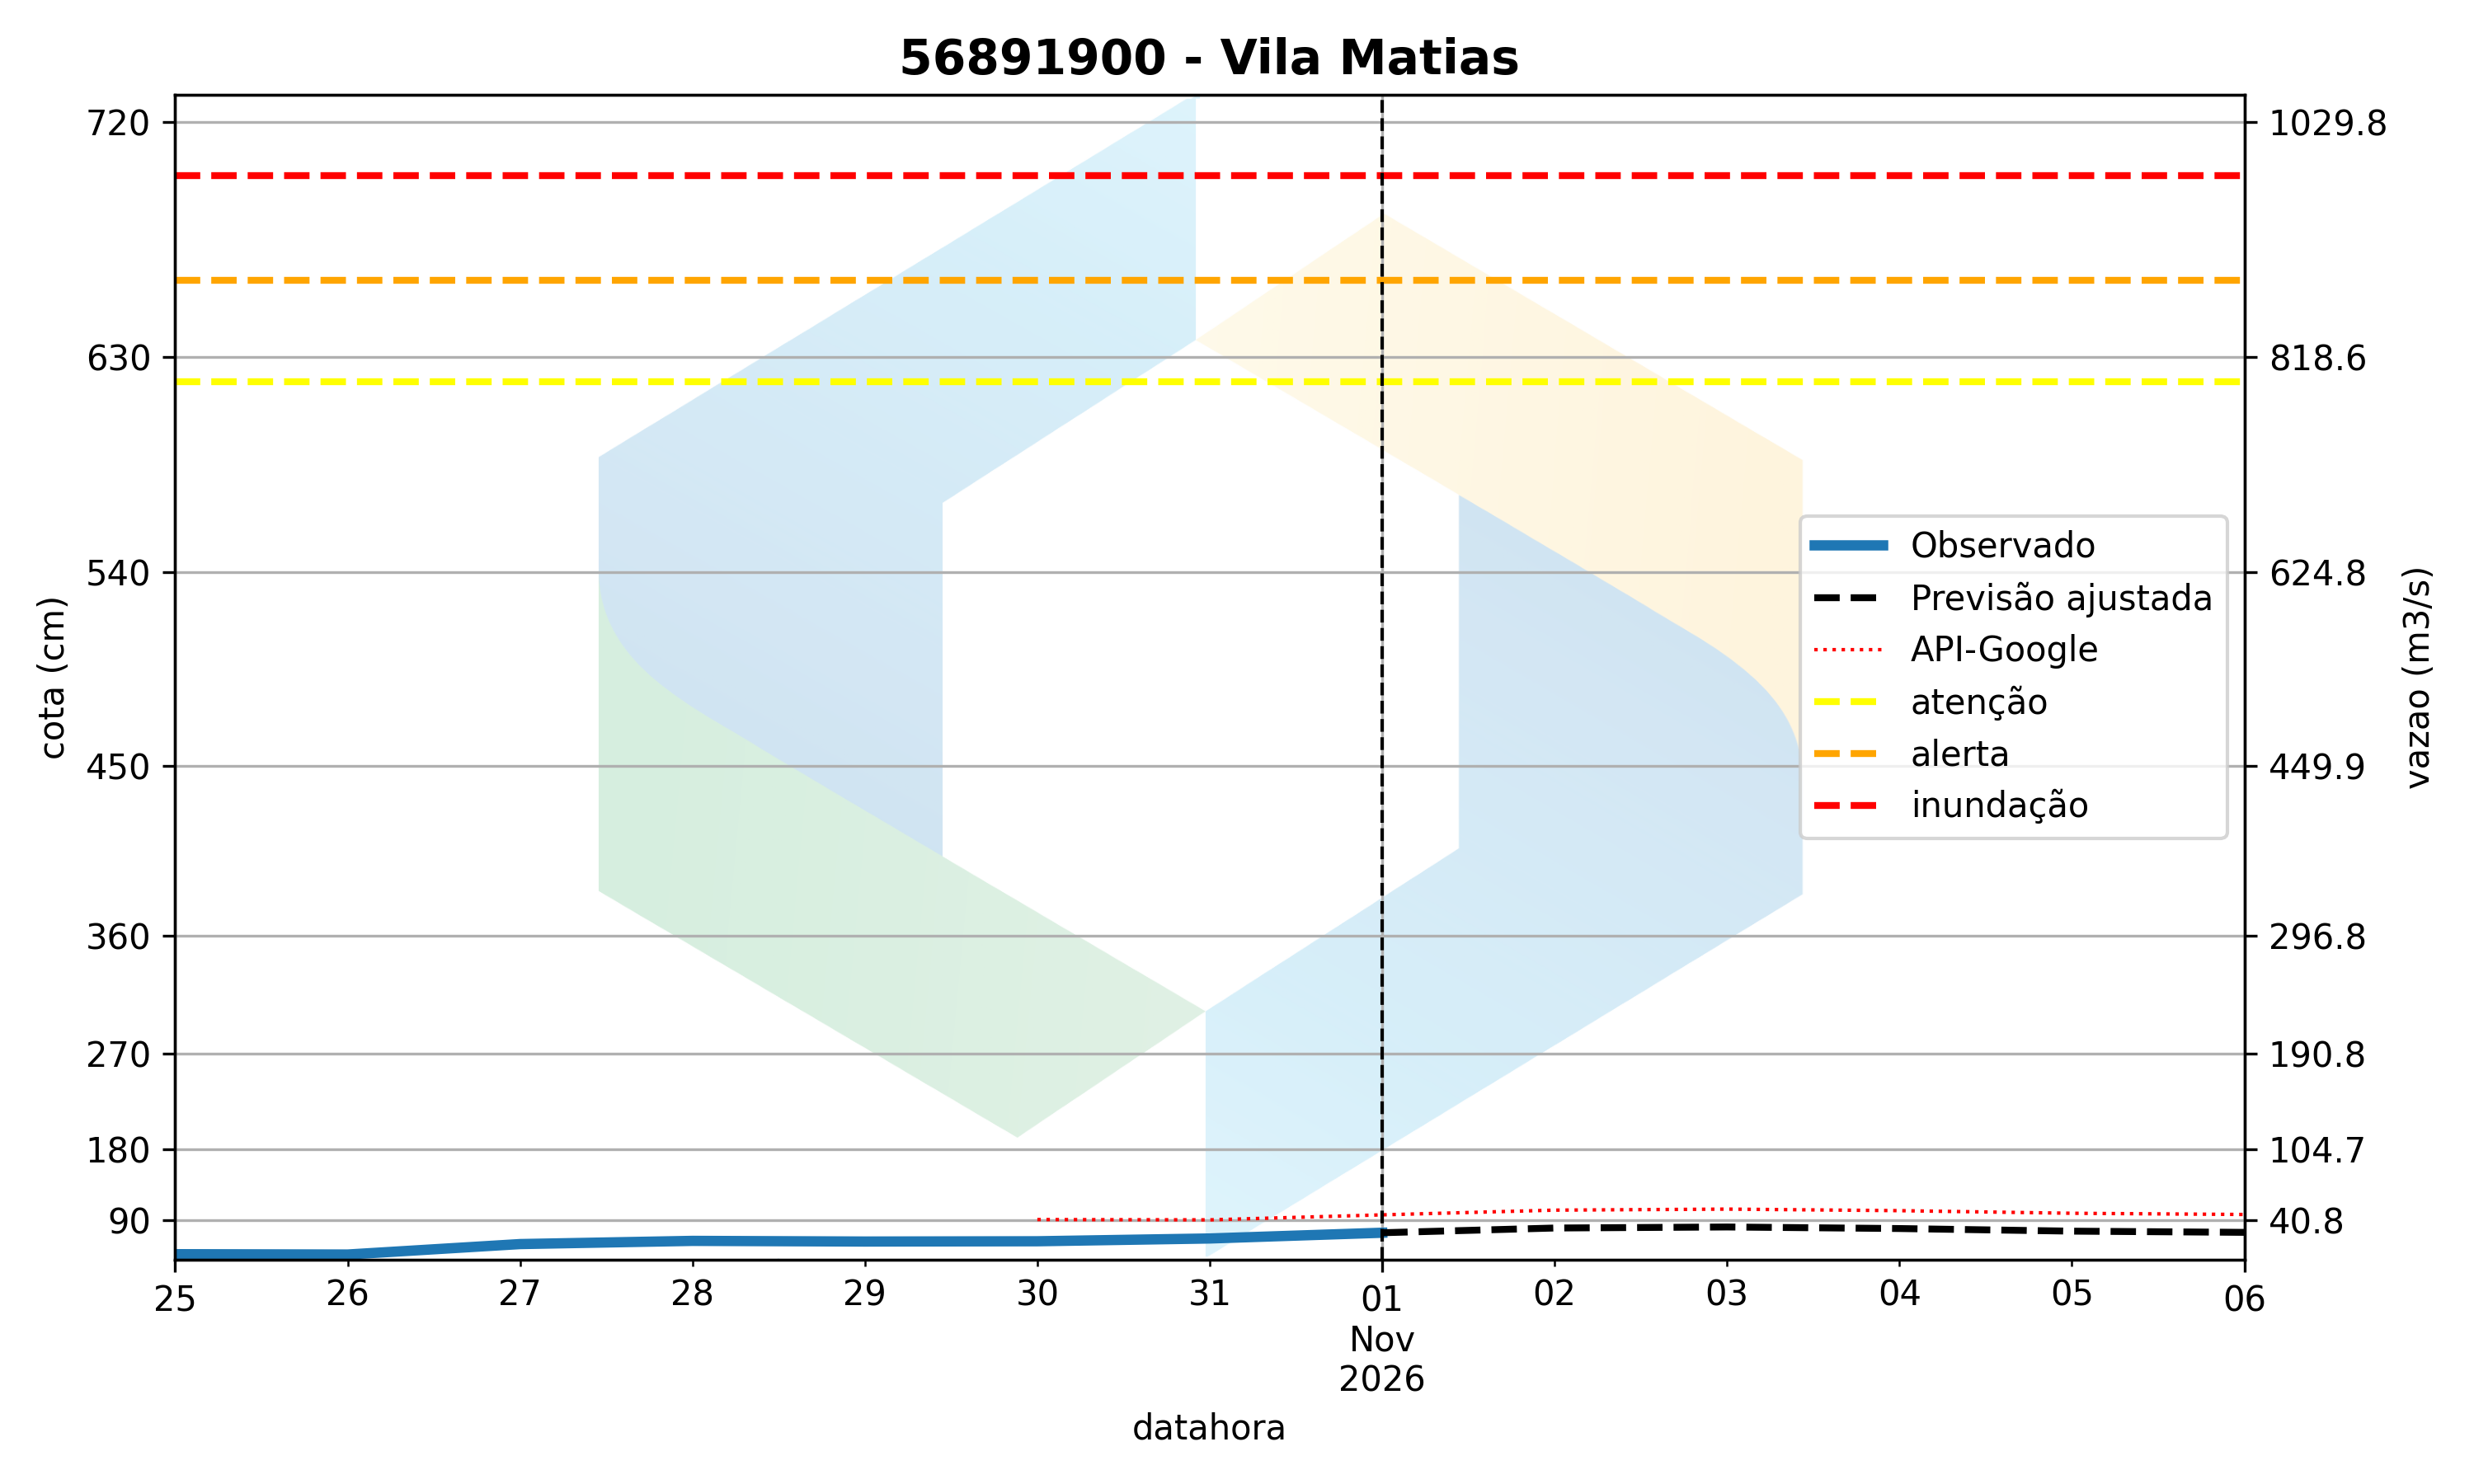 56891900 - Vila Matias
720
630
540
450
360
270
180
90
cota (cm)
1029.8
818.6
624.8
449.9
296.8
190.8
104.7
40.8
vazao (m3/s)
Observado
Previsão ajustada
API-Google
atenção
alerta
inundação
25 26 27 28 29 30 31 01 02 03 04 05 06
Nov
2026
datahora